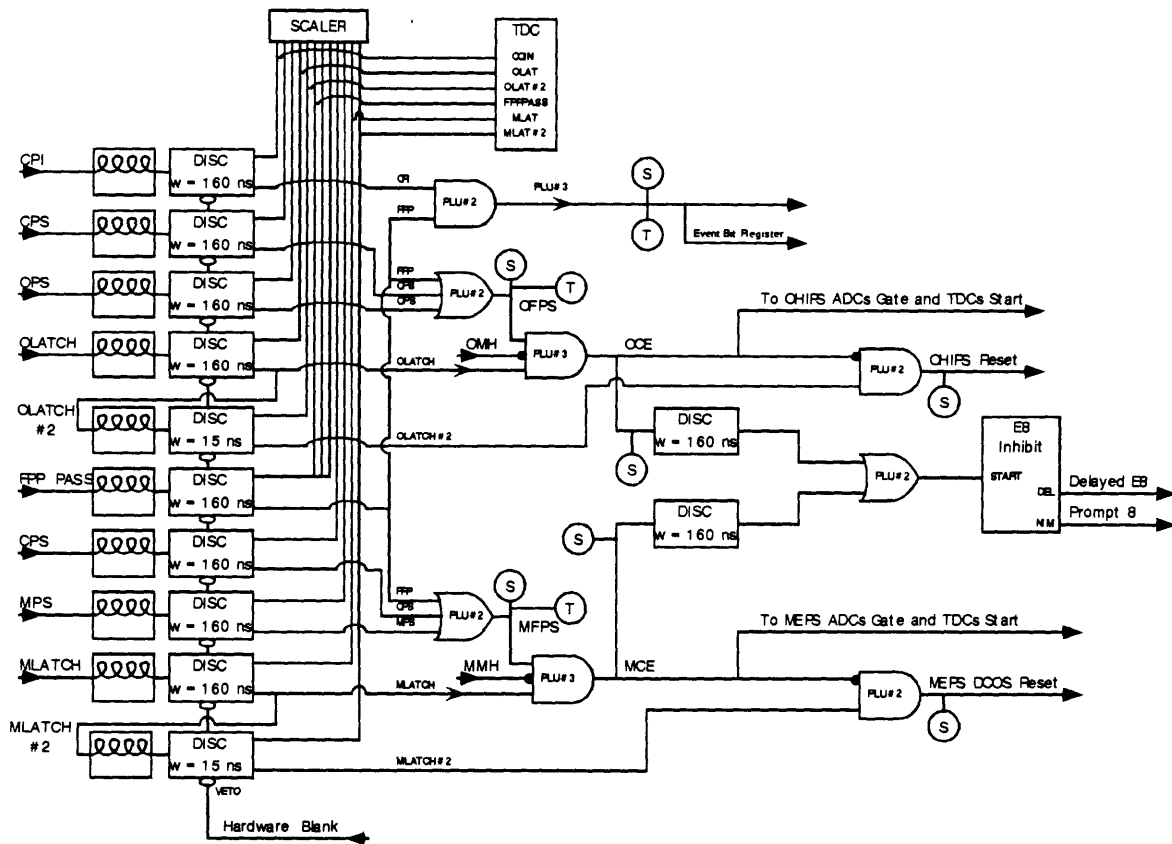 SCALER
TDC
COIN
OLAT
OLAT#2
FPPPASS
MLAT
MLAT#2
CPI
DISC
w = 160 ns
CPI
PLU#2
PLU#3
S
T
Event Bit Register
FPP
CPS
DISC
w = 160 ns
OPS
DISC
w = 160 ns
FPP
CPS
OPS
PLU#2
S
T
OFPS
To OHIPS ADCs Gate and TDCs Start
OLATCH
DISC
w = 160 ns
OMH
OLATCH
PLU#3
OCE
PLU#2
OHIPS Reset
S
OLATCH
#2
DISC
w = 15 ns
OLATCH#2
S
DISC
w = 160 ns
PLU#2
E8
Inhibit
START
DEL
NIM
Delayed E8
Prompt 8
FPP PASS
DISC
w = 160 ns
DISC
w = 160 ns
S
CPS
DISC
w = 160 ns
MPS
DISC
w = 160 ns
FPP
CPS
MPS
PLU#2
S
T
MFPS
To MEPS ADCs Gate and TDCs Start
MLATCH
DISC
w = 160 ns
MMH
MLATCH
PLU#3
MCE
PLU#2
MEPS DCOS Reset
S
MLATCH
#2
DISC
w = 15 ns
MLATCH#2
VETO
Hardware Blank